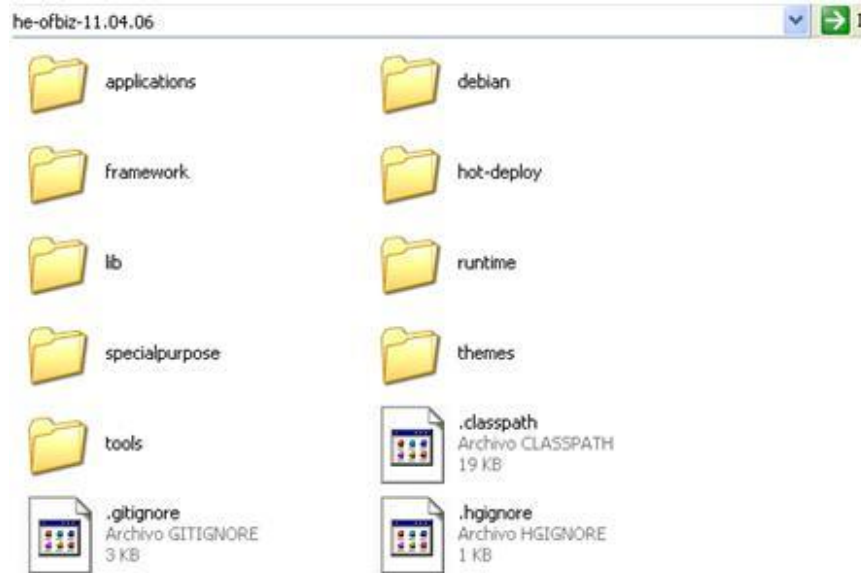 he-ofbiz-11.04.06
applications
debian
framework
hot-deploy
lib
runtime
specialpurpose
themes
tools
.classpath
Archivo CLASSPATH
19 KB
.gitignore
Archivo GITIGNORE
3 KB
.hgignore
Archivo HGIGNORE
1 KB